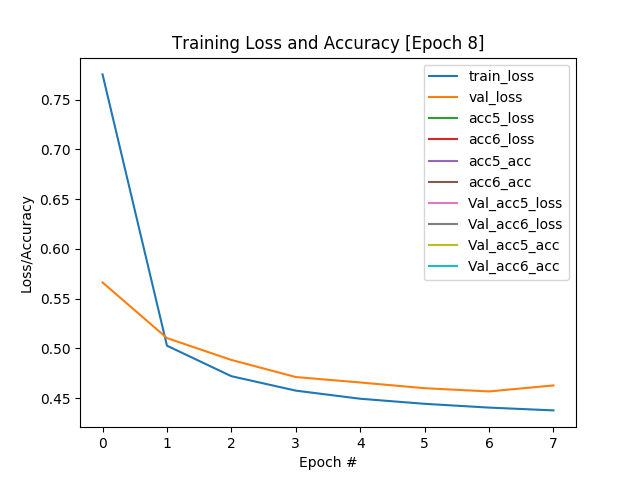 Training Loss and Accuracy [Epoch 8]
train_loss
val_loss
acc5_loss
acc6_loss
acc5_acc
acc6_acc
Val_acc5_loss
Val_acc6_loss
Val_acc5_acc
Val_acc6_acc
Loss/Accuracy
0.75
0.70
0.65
0.60
0.55
0.50
0.45
0 1 2 3 4 5 6 7
Epoch #